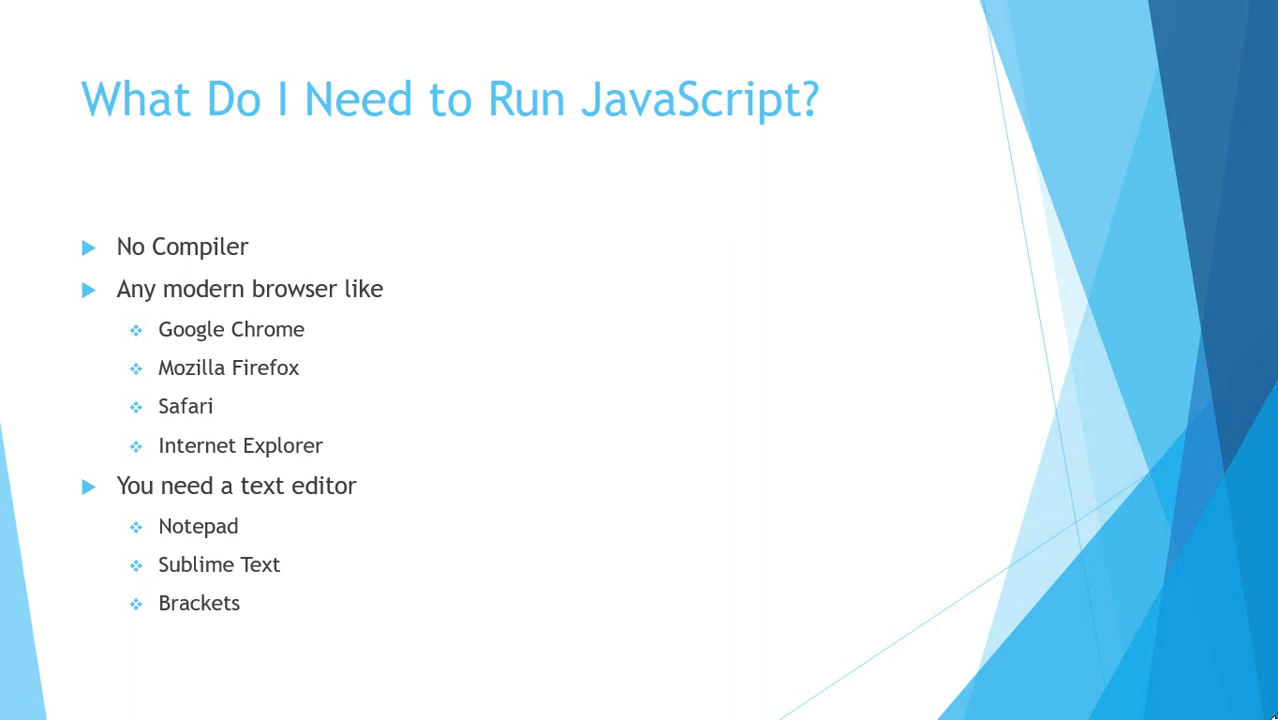 What Do I Need to Run JavaScript?
No Compiler
Any modern browser like
Google Chrome
Mozilla Firefox
Safari
Internet Explorer
You need a text editor
Notepad
Sublime Text
Brackets